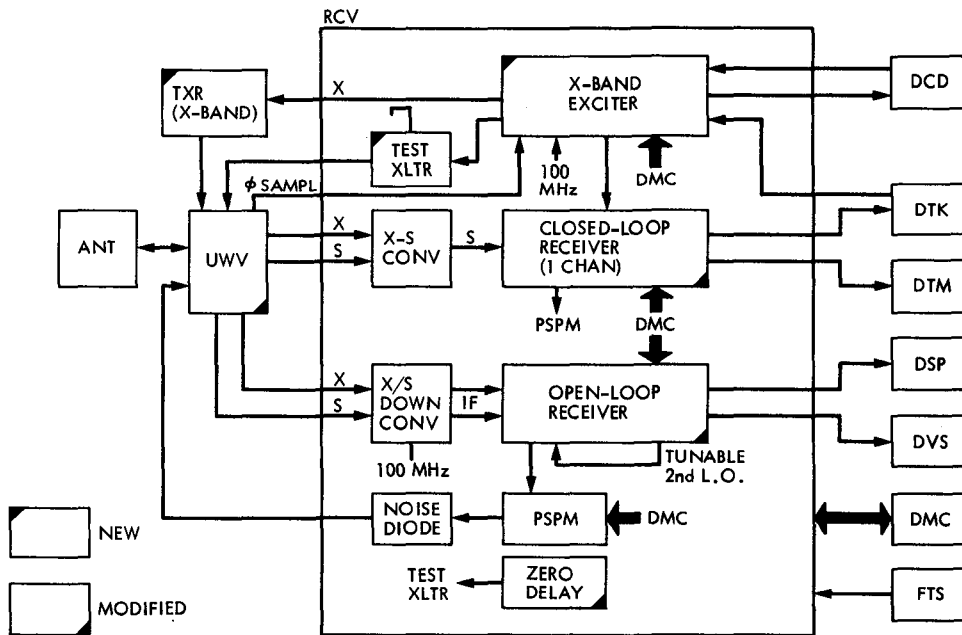 RCV
X
TXR
(X-BAND)
X-BAND
EXCITER
DCD
TEST
XLTR
100
MHz
DMC
φ SAMPL
DTK
ANT
UWV
X
S
X-S
CONV
S
CLOSED-LOOP
RECEIVER
(1 CHAN)
DTM
PSPM
DMC
X
S
X/S
DOWN
CONV
IF
OPEN-LOOP
RECEIVER
DSP
DVS
100 MHz
TUNABLE
2nd L.O.
NEW
NOISE
DIODE
PSPM
DMC
DMC
MODIFIED
TEST
XLTR
ZERO
DELAY
FTS